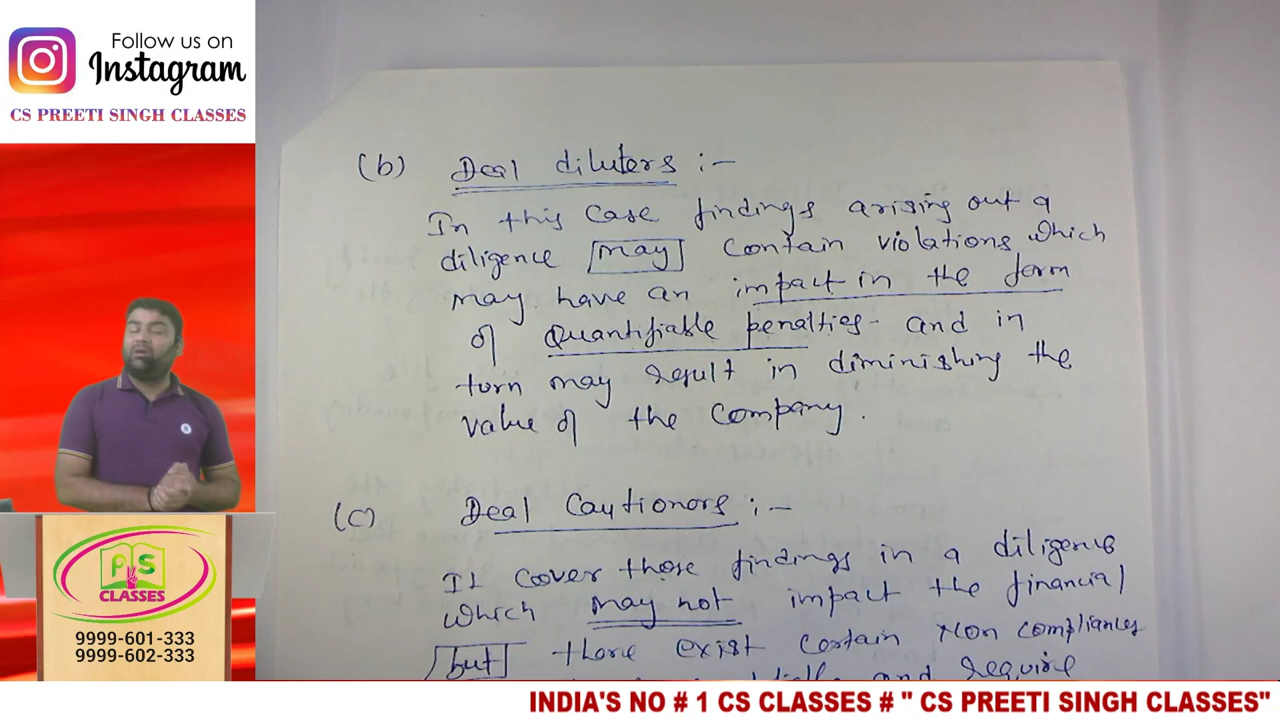 Follow us on
Instagram
CS PREETI SINGH CLASSES
(b) Deal diluters :-
In this case findings arising out a
diligence may contain violations which
may have an impact in the form
of Quantifiable penalties and in
turn may result in diminishing the
value of the company.
(c) Deal Cautionors :-
It cover those findings in a diligence
which may not impact the financial
but there exist certain Non compliances
and require
PS
CLASSES
9999-601-333
9999-602-333
INDIA'S NO # 1 CS CLASSES # " CS PREETI SINGH CLASSES"